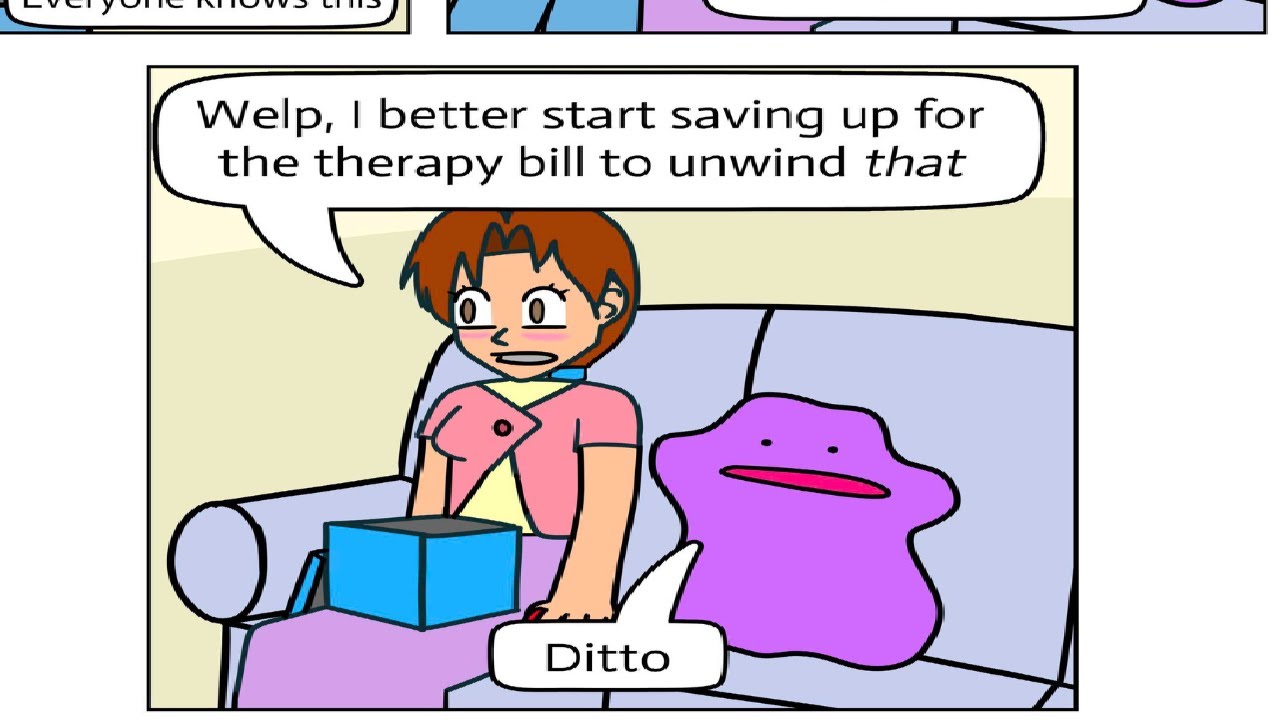 Everyone knows this
Welp, I better start saving up for
the therapy bill to unwind that
Ditto